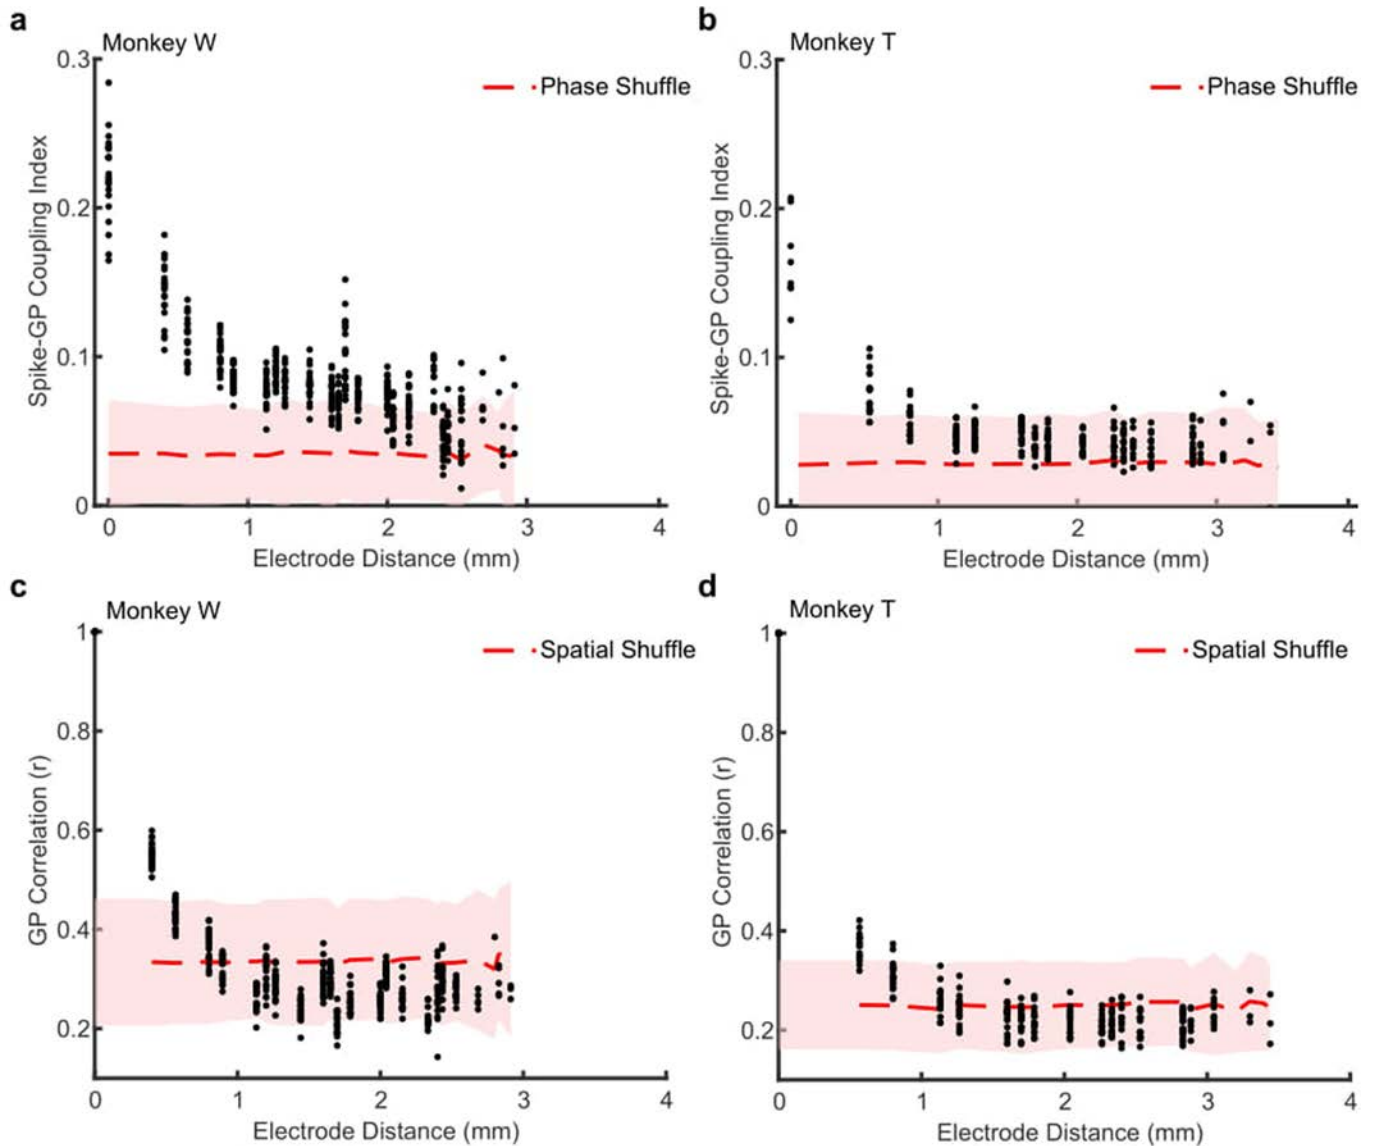 a
Monkey W
0.3
0.2
0.1
0
Spike-GP Coupling Index
Phase Shuffle
0 1 2 3 4
Electrode Distance (mm)
b
Monkey T
0.3
0.2
0.1
0
Spike-GP Coupling Index
Phase Shuffle
0 1 2 3 4
Electrode Distance (mm)
c
Monkey W
1
0.8
0.6
0.4
0.2
GP Correlation (r)
Spatial Shuffle
0 1 2 3 4
Electrode Distance (mm)
d
Monkey T
1
0.8
0.6
0.4
0.2
GP Correlation (r)
Spatial Shuffle
0 1 2 3 4
Electrode Distance (mm)